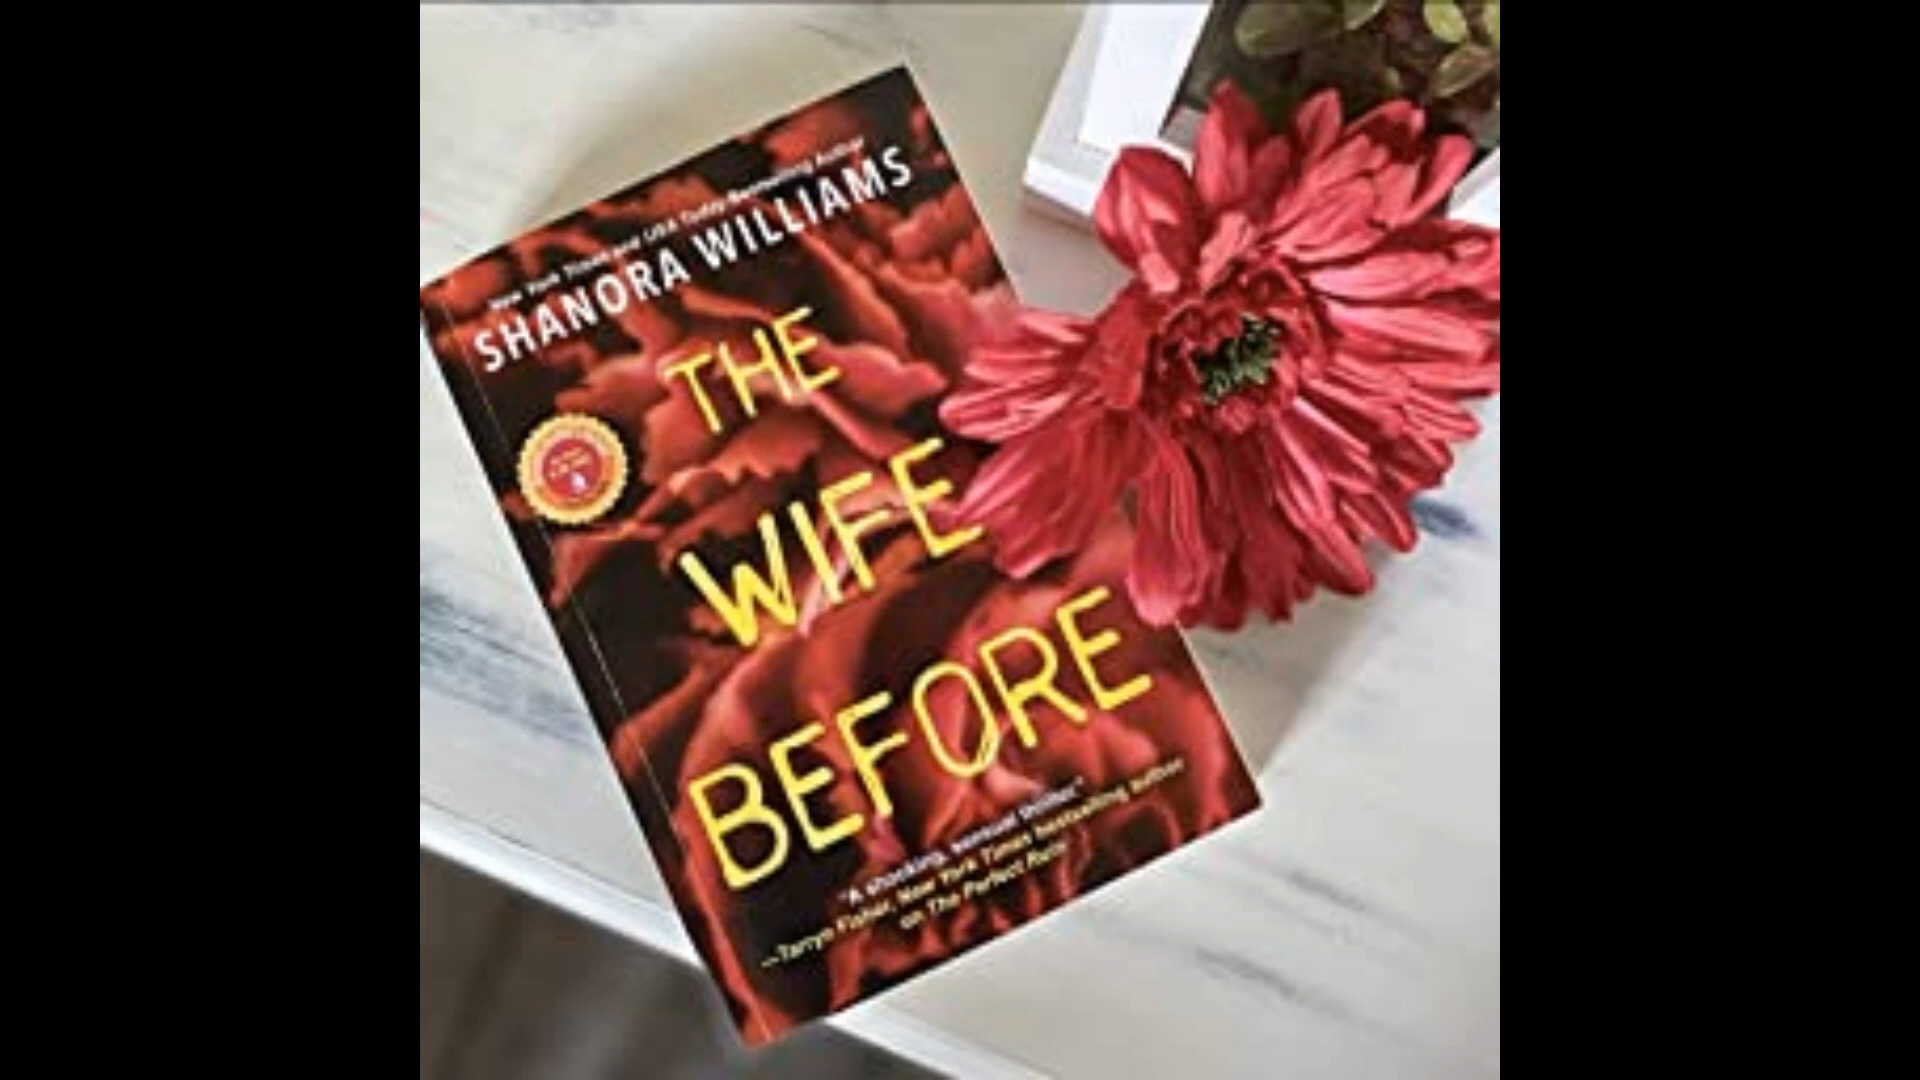 New York Times and USA Today Bestselling Author
SHANORA WILLIAMS
THE
WIFE
BEFORE
"A shocking, sensual thriller."
—Tarryn Fisher, New York Times bestselling author
on The Perfect Ruin